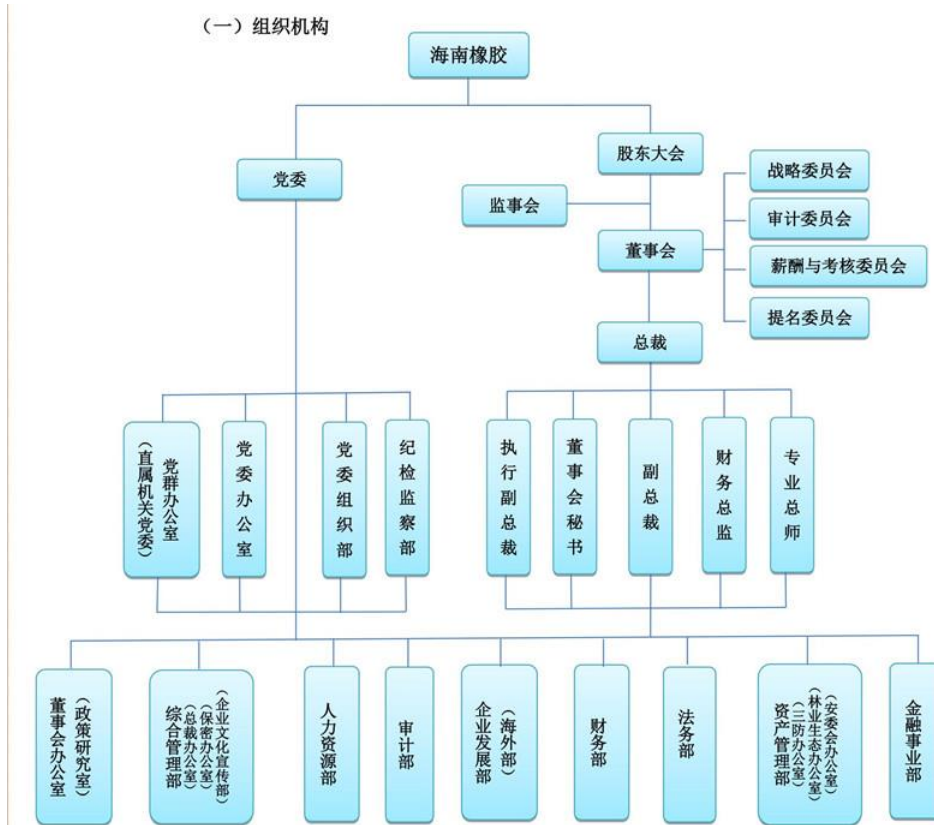 （一）组织机构
海南橡胶
党委
股东大会
监事会
董事会
战略委员会
审计委员会
薪酬与考核委员会
提名委员会
总裁
党群办公室
（直属机关党委）
党委办公室
党委组织部
纪检监察部
执行副总裁
董事会秘书
副总裁
财务总监
专业总师
（政策研究室）
董事会办公室
（企业文化宣传部）
（保密办公室）
（总裁办公室）
综合管理部
人力资源部
审计部
（海外部）
企业发展部
财务部
法务部
（安委会办公室）
（林业生态办公室）
（三防办公室）
资产管理部
金融事业部